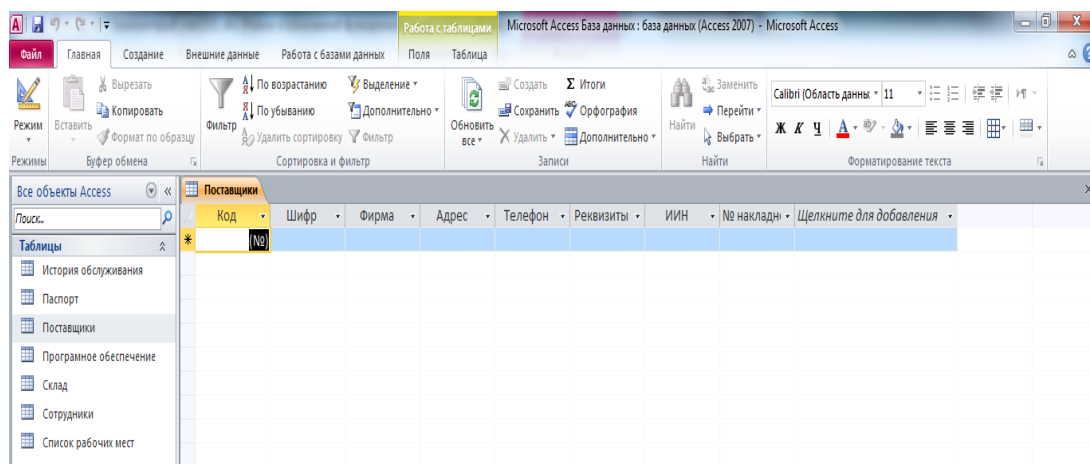 Работа с таблицами Microsoft Access База данных : база данных (Access 2007) - Microsoft Access
Файл Главная Создание Внешние данные Работа с базами данных Поля Таблица
Режим
Режимы
Вставить
Вырезать
Копировать
Формат по образцу
Буфер обмена
Фильтр
По возрастанию
По убыванию
Удалить сортировку
Выделение
Дополнительно
Фильтр
Сортировка и фильтр
Обновить все
Создать
Сохранить
Удалить
Σ Итоги
Орфография
Дополнительно
Записи
Найти
Заменить
Перейти
Выбрать
Найти
Calibri (Область данны 11
Ж К Ч А
Форматирование текста
Все объекты Access «
Поиск...
Таблицы
История обслуживания
Паспорт
Поставщики
Програмное обеспечение
Склад
Сотрудники
Список рабочих мест
Поставщики
Код Шифр Фирма Адрес Телефон Реквизиты ИИН № накладн Щелкните для добавления
* (№)